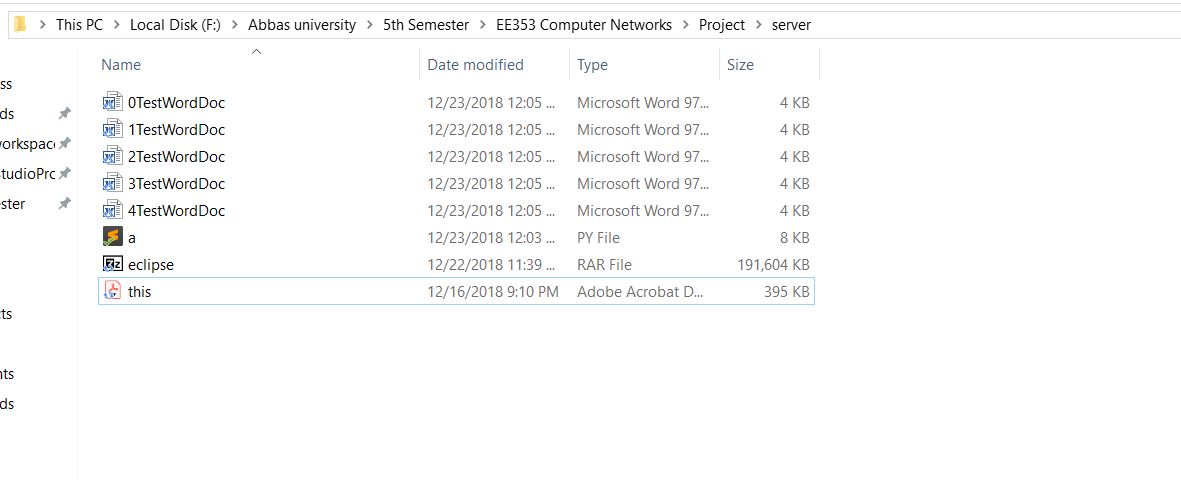 This PC > Local Disk (F:) > Abbas university > 5th Semester > EE353 Computer Networks > Project > server
Name Date modified Type Size
ss
0TestWordDoc 12/23/2018 12:05 ... Microsoft Word 97... 4 KB
ds
1TestWordDoc 12/23/2018 12:05 ... Microsoft Word 97... 4 KB
vorkspac
2TestWordDoc 12/23/2018 12:05 ... Microsoft Word 97... 4 KB
tudioPrc
3TestWordDoc 12/23/2018 12:05 ... Microsoft Word 97... 4 KB
ster
4TestWordDoc 12/23/2018 12:05 ... Microsoft Word 97... 4 KB
a 12/23/2018 12:03 ... PY File 8 KB
eclipse 12/22/2018 11:39 ... RAR File 191,604 KB
this 12/16/2018 9:10 PM Adobe Acrobat D... 395 KB
ts
nts
ds